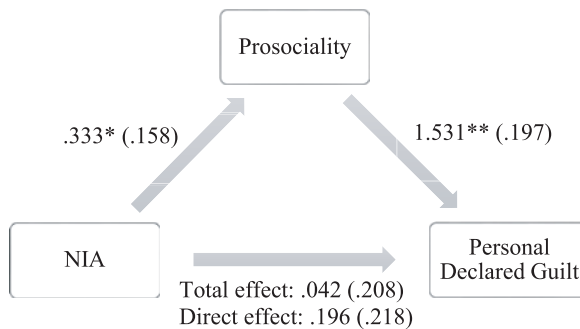 Prosociality
.333* (.158)
1.531** (.197)
NIA
Personal
Declared Guilt
Total effect: .042 (.208)
Direct effect: .196 (.218)